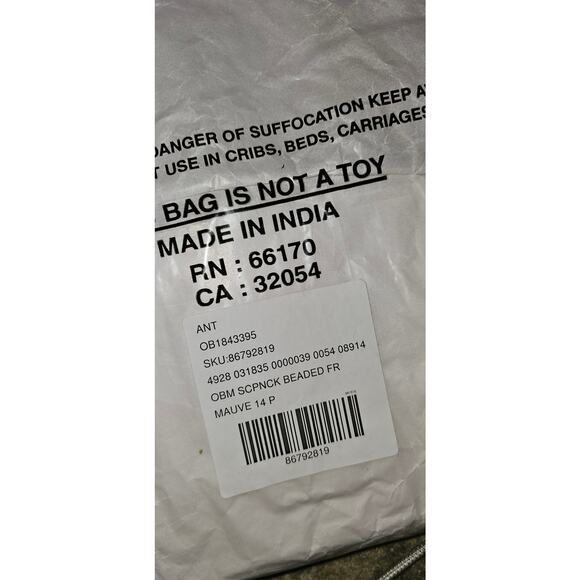 DANGER OF SUFFOCATION KEEP
USE IN CRIBS, BEDS, CARRIAGES
BAG IS NOT A TOY
MADE IN INDIA
RN : 66170
CA : 32054
ANT
OB1843395
SKU:86792819
4928 031835 0000039 0054 08914
OBM SCPNCK BEADED FR
MAUVE 14 P
86792819